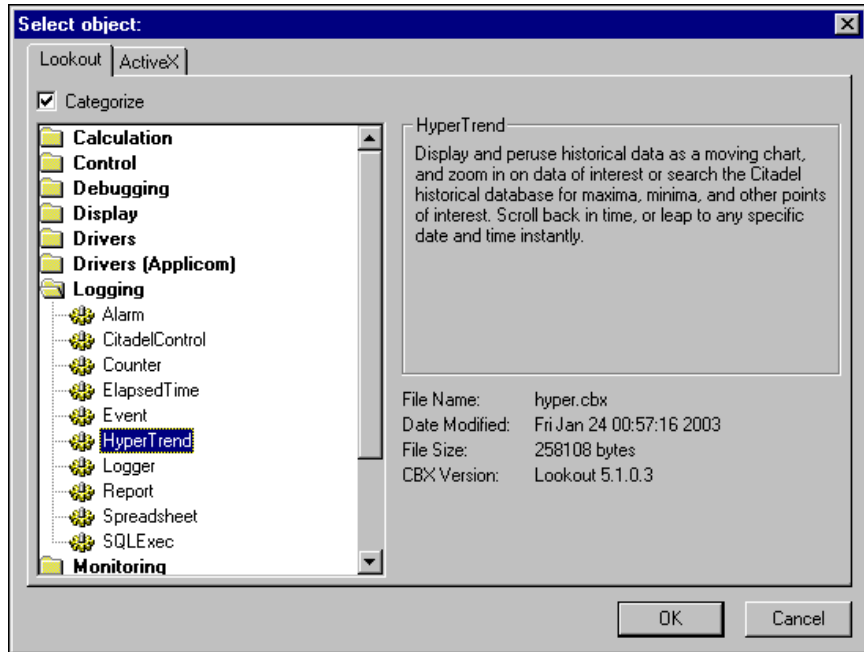 Select object:
Lookout
ActiveX
Categorize
Calculation
Control
Debugging
Display
Drivers
Drivers (Applicom)
Logging
Alarm
CitadelControl
Counter
ElapsedTime
Event
HyperTrend
Logger
Report
Spreadsheet
SQLExec
Monitoring
HyperTrend
Display and peruse historical data as a moving chart,
and zoom in on data of interest or search the Citadel
historical database for maxima, minima, and other points
of interest. Scroll back in time, or leap to any specific
date and time instantly.
File Name: hyper.cbx
Date Modified: Fri Jan 24 00:57:16 2003
File Size: 258108 bytes
CBX Version: Lookout 5.1.0.3
OK
Cancel